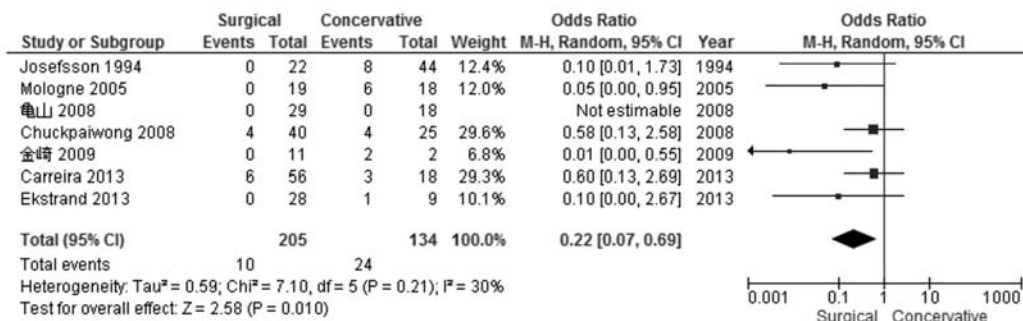 Surgical Concervative Odds Ratio Odds Ratio
Study or Subgroup Events Total Events Total Weight M-H, Random, 95% CI Year M-H, Random, 95% CI
Josefsson 1994 0 22 8 44 12.4% 0.10 [0.01, 1.73] 1994
Mologne 2005 0 19 6 18 12.0% 0.05 [0.00, 0.95] 2005
亀山 2008 0 29 0 18 Not estimable 2008
Chuckpaiwong 2008 4 40 4 25 29.6% 0.58 [0.13, 2.58] 2008
金崎 2009 0 11 2 2 6.8% 0.01 [0.00, 0.55] 2009
Carreira 2013 6 56 3 18 29.3% 0.60 [0.13, 2.69] 2013
Ekstrand 2013 0 28 1 9 10.1% 0.10 [0.00, 2.67] 2013
Total (95% CI) 205 134 100.0% 0.22 [0.07, 0.69]
Total events 10 24
Heterogeneity: Tau² = 0.59; Chi² = 7.10, df = 5 (P = 0.21); I² = 30%
Test for overall effect: Z = 2.58 (P = 0.010)
0.001 0.1 1 10 1000
Surgical Conservative